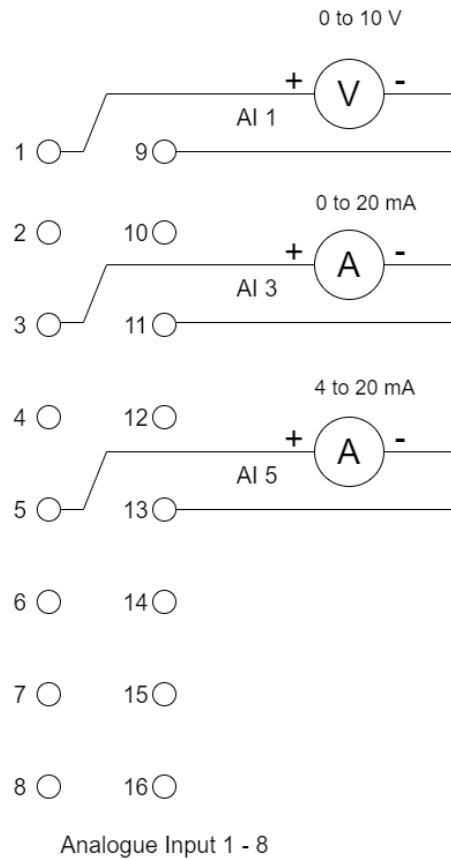 0 to 10 V
+ V -
AI 1
1 9
0 to 20 mA
2 10
+ A -
AI 3
3 11
4 to 20 mA
4 12
+ A -
AI 5
5 13
6 14
7 15
8 16
Analogue Input 1 - 8